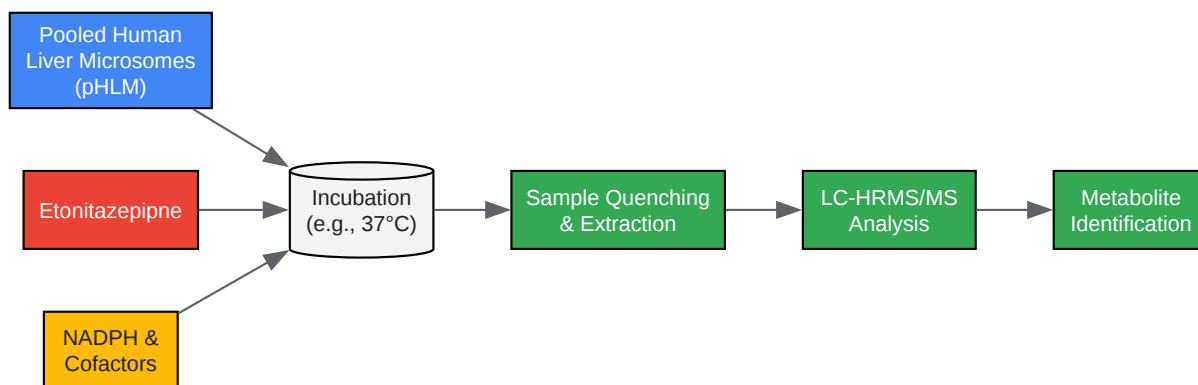 Pooled Human
Liver Microsomes
(pHLM)
Etonitazepipne
NADPH &
Cofactors
Incubation
(e.g., 37°C)
Sample Quenching
& Extraction
LC-HRMS/MS
Analysis
Metabolite
Identification